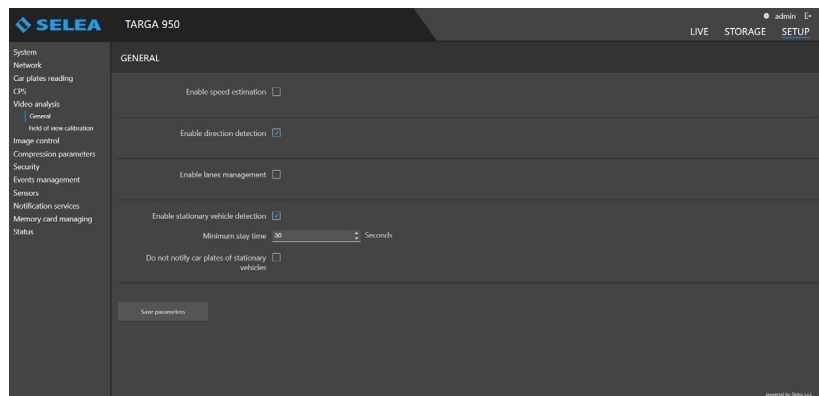 SELEA
TARGA 950
admin
LIVE STORAGE SETUP
System
Network
Car plates reading
CPS
Video analysis
General
Field of view calibration
Image control
Compression parameters
Security
Events management
Sensors
Notification services
Memory card managing
Status
GENERAL
Enable speed estimation
Enable direction detection
Enable lanes management
Enable stationary vehicle detection
Minimum stay time 30 Seconds
Do not notify car plates of stationary
vehicles
Save parameters
powered by Selea s.r.l.